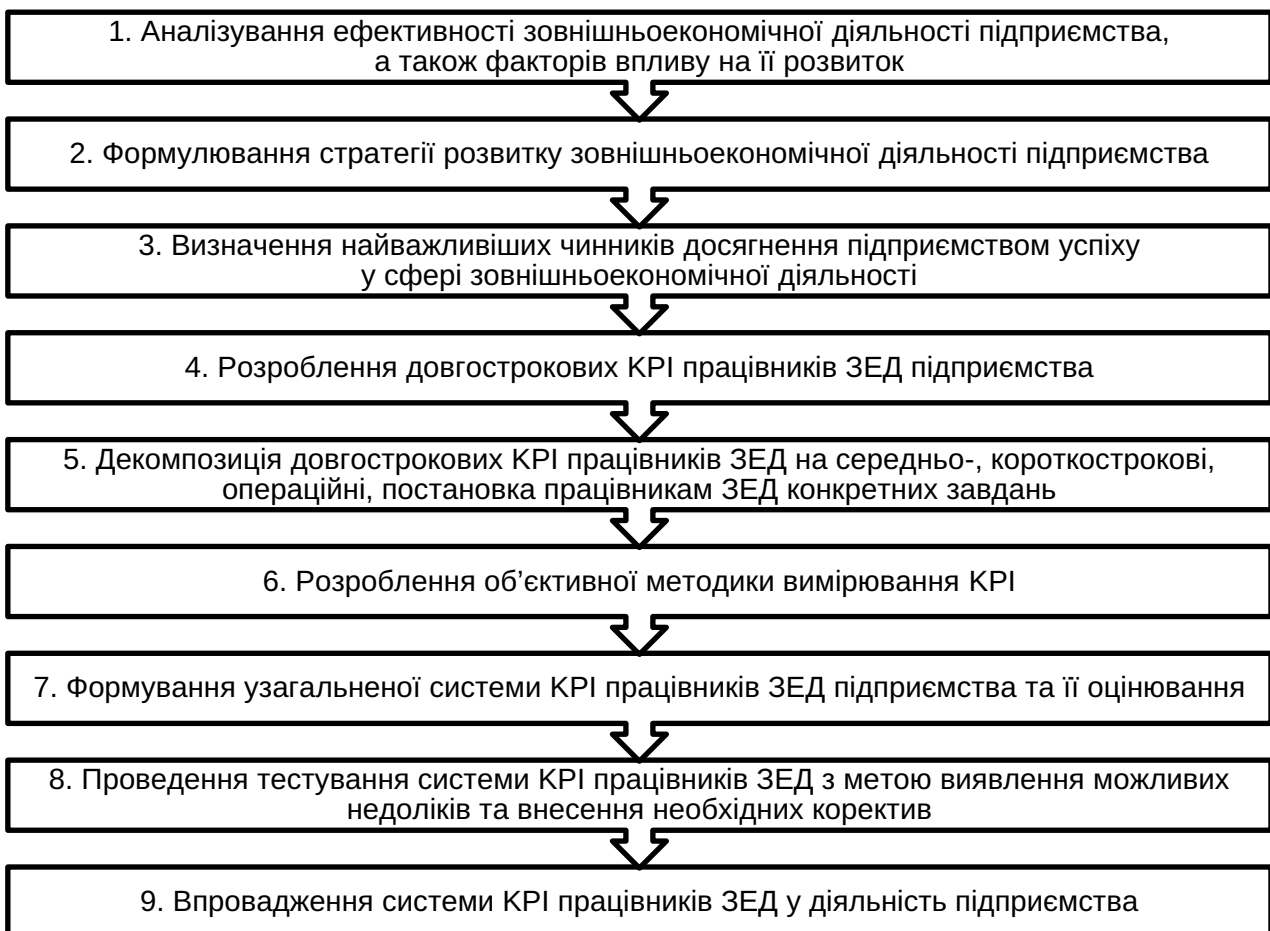 1. Аналізування ефективності зовнішньоекономічної діяльності підприємства,
а також факторів впливу на її розвиток
2. Формулювання стратегії розвитку зовнішньоекономічної діяльності підприємства
3. Визначення найважливіших чинників досягнення підприємством успіху
у сфері зовнішньоекономічної діяльності
4. Розроблення довгострокових KPI працівників ЗЕД підприємства
5. Декомпозиція довгострокових KPI працівників ЗЕД на середньо-, короткострокові,
операційні, постановка працівникам ЗЕД конкретних завдань
6. Розроблення об’єктивної методики вимірювання KPI
7. Формування узагальненої системи KPI працівників ЗЕД підприємства та її оцінювання
8. Проведення тестування системи KPI працівників ЗЕД з метою виявлення можливих
недоліків та внесення необхідних коректив
9. Впровадження системи KPI працівників ЗЕД у діяльність підприємства